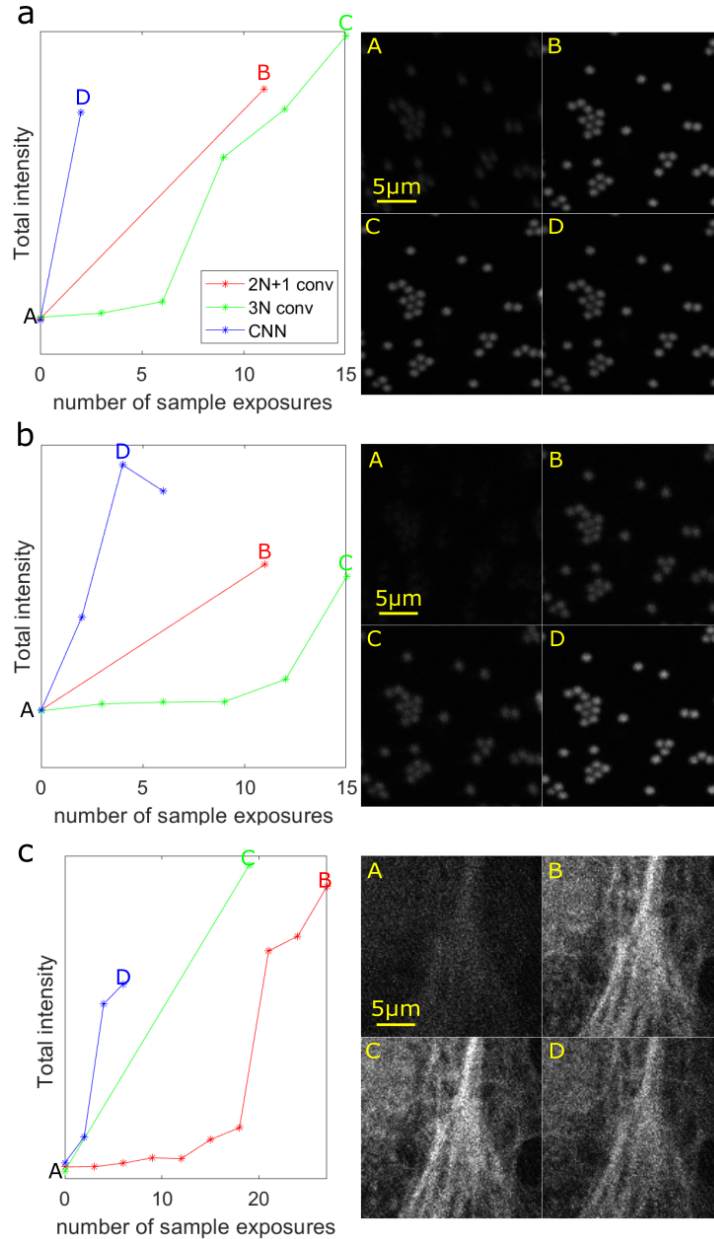 a
Total intensity
A
D
B
C
2N+1 conv
3N conv
CNN
0
5
10
15
number of sample exposures
A
B
5μm
C
D
b
Total intensity
A
D
B
C
0
5
10
15
number of sample exposures
A
B
5μm
C
D
c
Total intensity
A
D
C
B
0
10
20
number of sample exposures
A
B
5μm
C
D